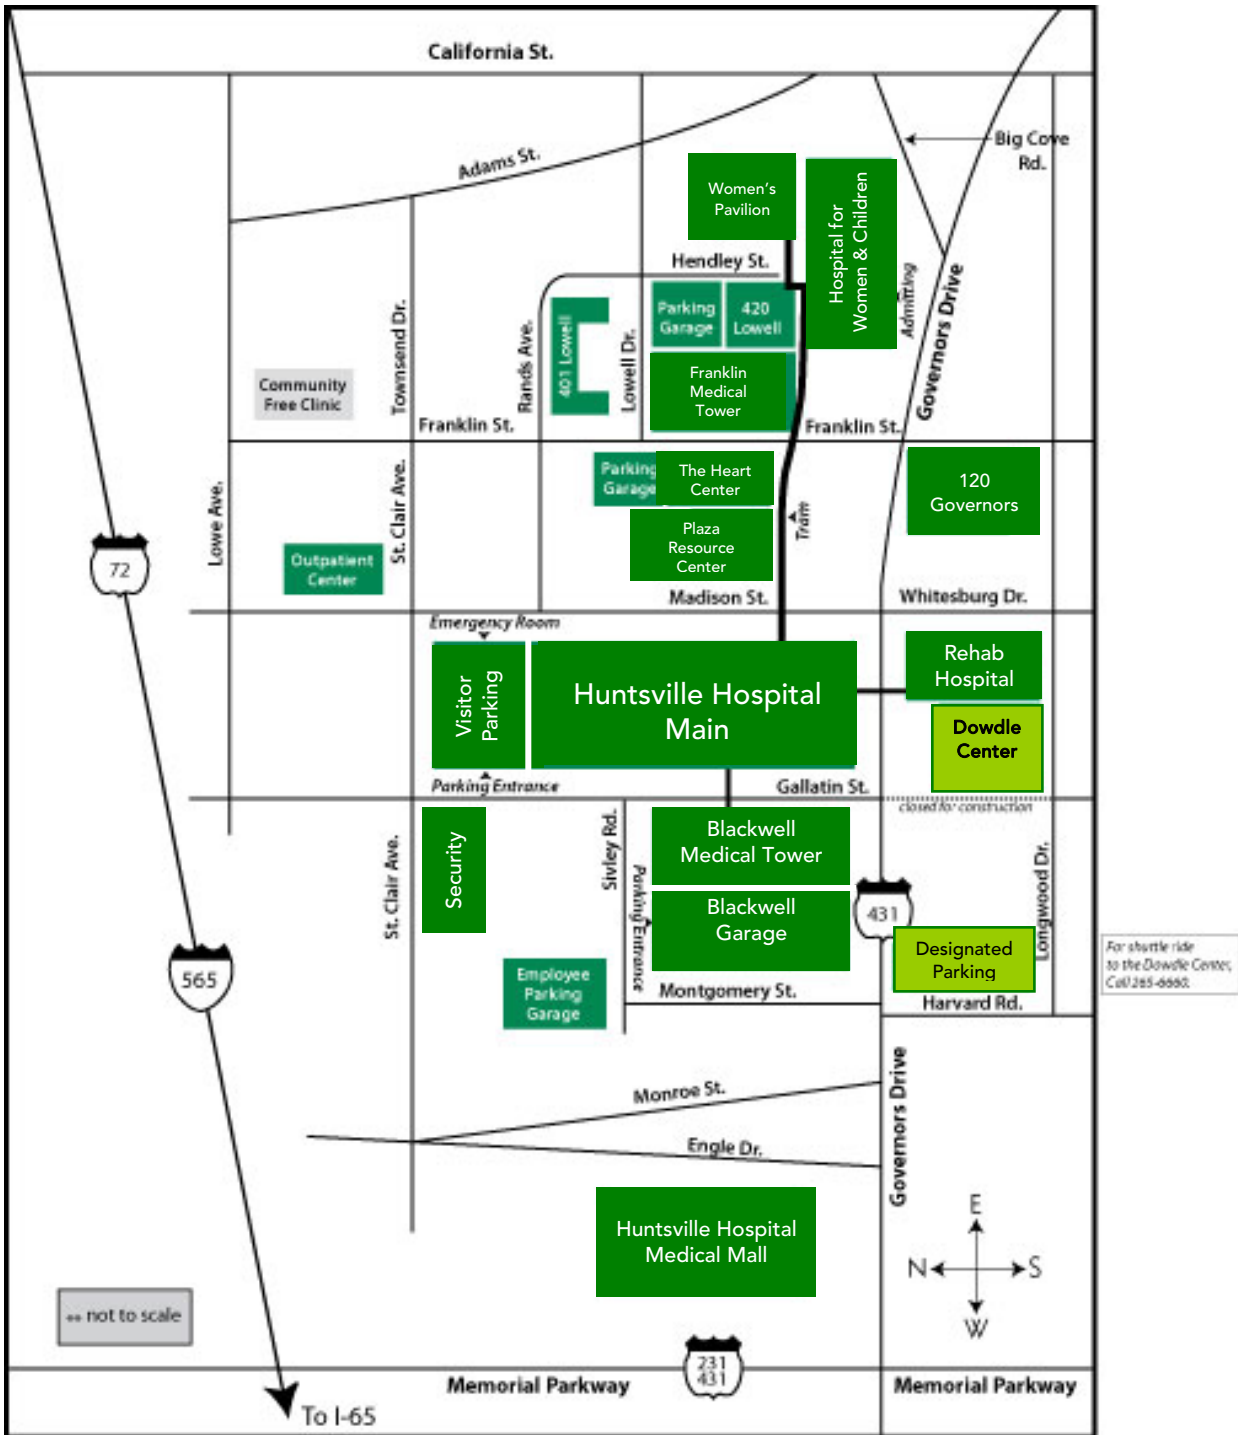 California St.
Adams St.
Big Cove
Rd.
Women's
Pavilion
Hospital for
Women & Children
Admitting
Hendley St.
Governors Drive
Parking
Garage
420
Lowell
401 Lowell
Lowell Dr.
Rands Ave.
Townsend Dr.
Community
Free Clinic
Franklin
Medical
Tower
Franklin St.
Franklin St.
Parking
Garage
The Heart
Center
120
Governors
Lowe Ave.
St. Clair Ave.
Train
Plaza
Resource
Center
Outpatient
Center
72
Madison St.
Whitesburg Dr.
Emergency Room
Visitor
Parking
Huntsville Hospital
Main
Rehab
Hospital
Dowdle
Center
Parking Entrance
Gallatin St.
closed for construction
Security
Sivley Rd.
Blackwell
Medical Tower
St. Clair Ave.
Parking Entrance
Blackwell
Garage
431
Longwood Dr.
Designated
Parking
For shuttle ride
to the Dowdle Center,
Call 265-6660.
565
Employee
Parking
Garage
Montgomery St.
Harvard Rd.
Monroe St.
Governors Drive
Engle Dr.
Huntsville Hospital
Medical Mall
E
N
S
W
** not to scale
231
431
Memorial Parkway
Memorial Parkway
To I-65